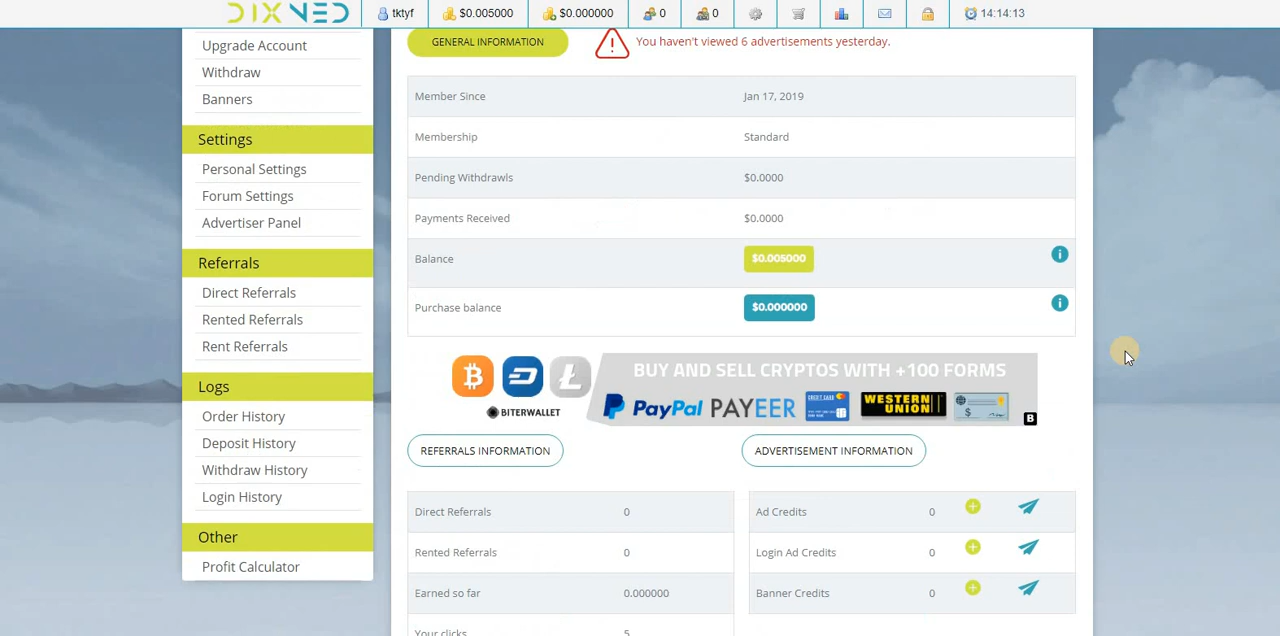 DIXNED
tktyf
$0.005000
$0.000000
0
0
14:14:13
Upgrade Account
Withdraw
Banners
Settings
Personal Settings
Forum Settings
Advertiser Panel
Referrals
Direct Referrals
Rented Referrals
Rent Referrals
Logs
Order History
Deposit History
Withdraw History
Login History
Other
Profit Calculator
GENERAL INFORMATION
You haven't viewed 6 advertisements yesterday.
Member Since Jan 17, 2019
Membership Standard
Pending Withdrawls $0.0000
Payments Received $0.0000
Balance $0.005000
Purchase balance $0.000000
BUY AND SELL CRYPTOS WITH +100 FORMS
BITERWALLET
PayPal PAYEER WESTERN UNION
B
REFERRALS INFORMATION
Direct Referrals 0
Rented Referrals 0
Earned so far 0.000000
Your clicks 5
ADVERTISEMENT INFORMATION
Ad Credits 0
Login Ad Credits 0
Banner Credits 0